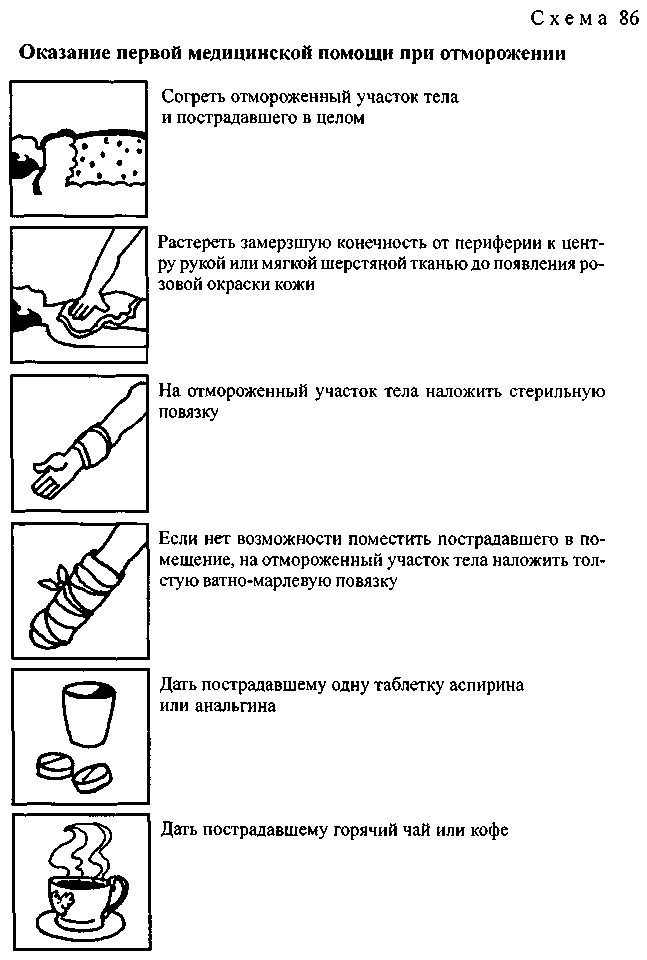 Схема 86
Оказание первой медицинской помощи при отморожении
Согреть отмороженный участок тела
и пострадавшего в целом
Растереть замерзшую конечность от периферии к цент-
ру рукой или мягкой шерстяной тканью до появления ро-
зовой окраски кожи
На отмороженный участок тела наложить стерильную
повязку
Если нет возможности поместить пострадавшего в по-
мещение, на отмороженный участок тела наложить тол-
стую ватно-марлевую повязку
Дать пострадавшему одну таблетку аспирина
или анальгина
Дать пострадавшему горячий чай или кофе